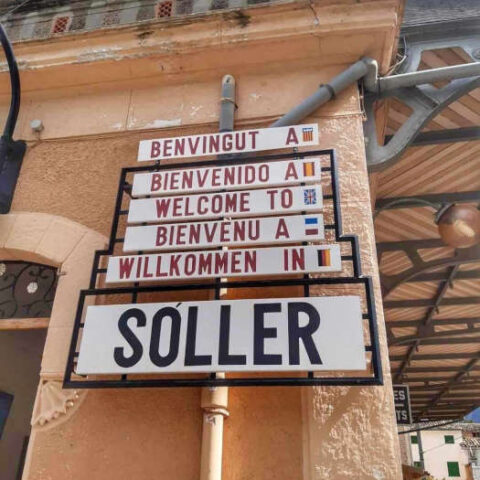 BENVINGUT A
BIENVENIDO A
WELCOME TO
BIENVENU A
WILLKOMMEN IN
SÓLLER